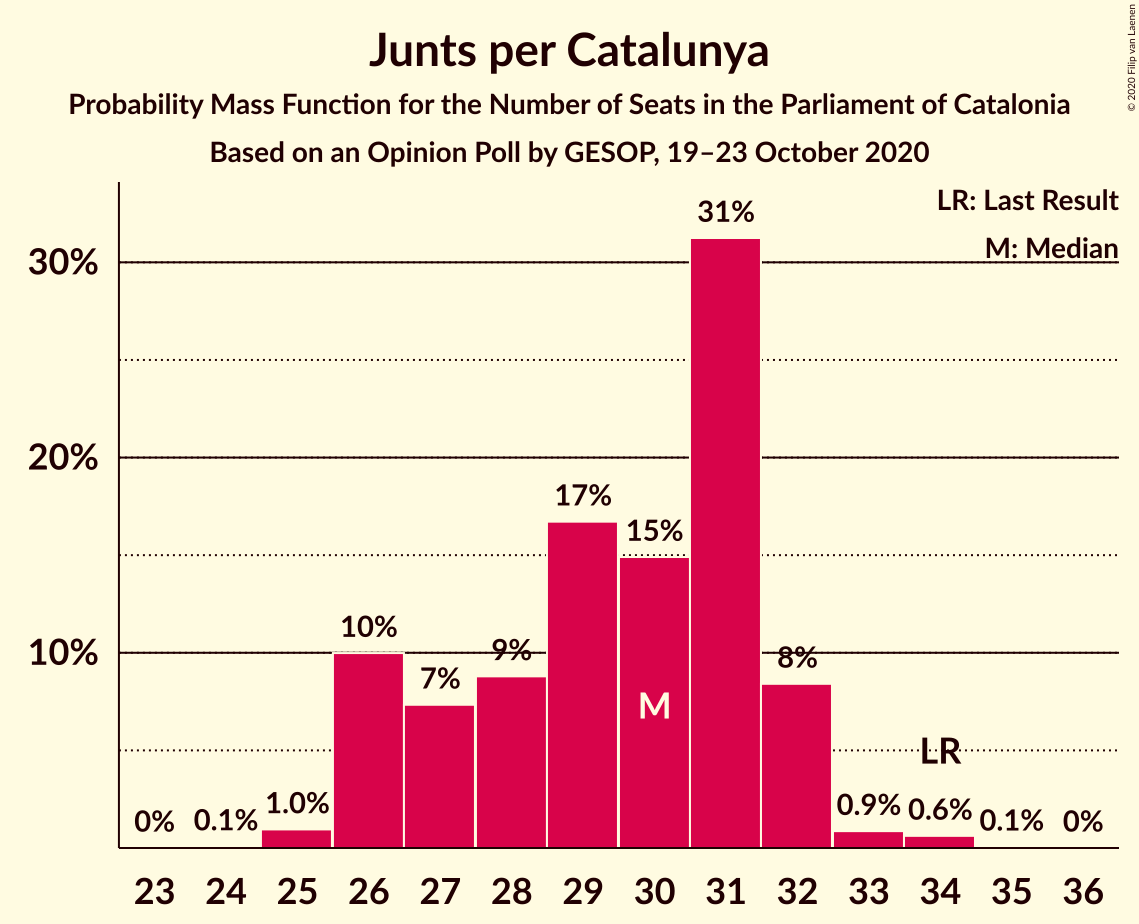 Junts per Catalunya
Probability Mass Function for the Number of Seats in the Parliament of Catalonia
Based on an Opinion Poll by GESOP, 19–23 October 2020
© 2020 Filip van Laenen
LR: Last Result
M: Median
30%
20%
10%
0%
0.1%
1.0%
10%
7%
9%
17%
15%
31%
8%
0.9%
0.6%
0.1%
0%
M
LR
23 24 25 26 27 28 29 30 31 32 33 34 35 36